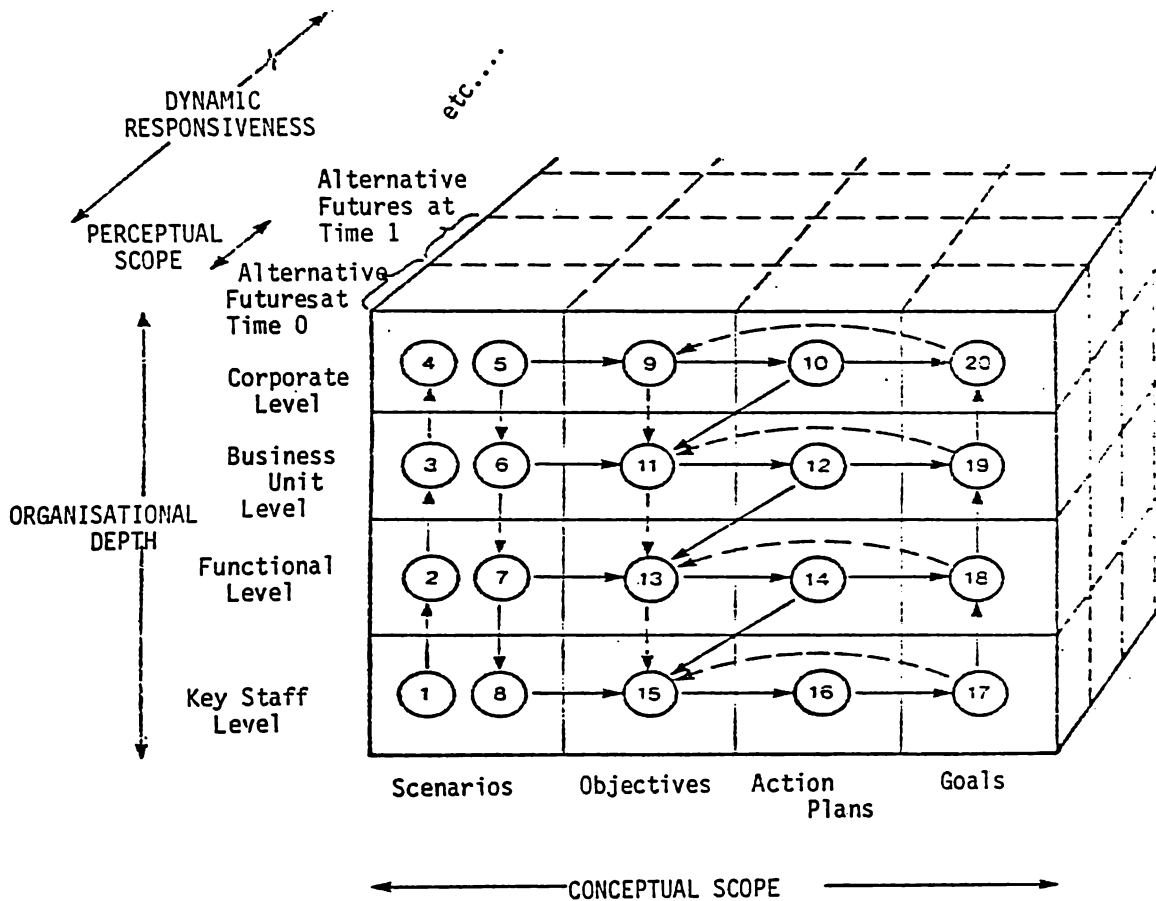 etc....
DYNAMIC
RESPONSIVENESS
Alternative
Futures at
Time 1
PERCEPTUAL
SCOPE
Alternative
Futuresat
Time 0
4 5 9 10 20
Corporate
Level
3 6 11 12 19
Business
Unit
Level
ORGANISATIONAL
DEPTH
2 7 13 14 18
Functional
Level
1 8 15 16 17
Key Staff
Level
Scenarios Objectives Action Goals
Plans
CONCEPTUAL SCOPE